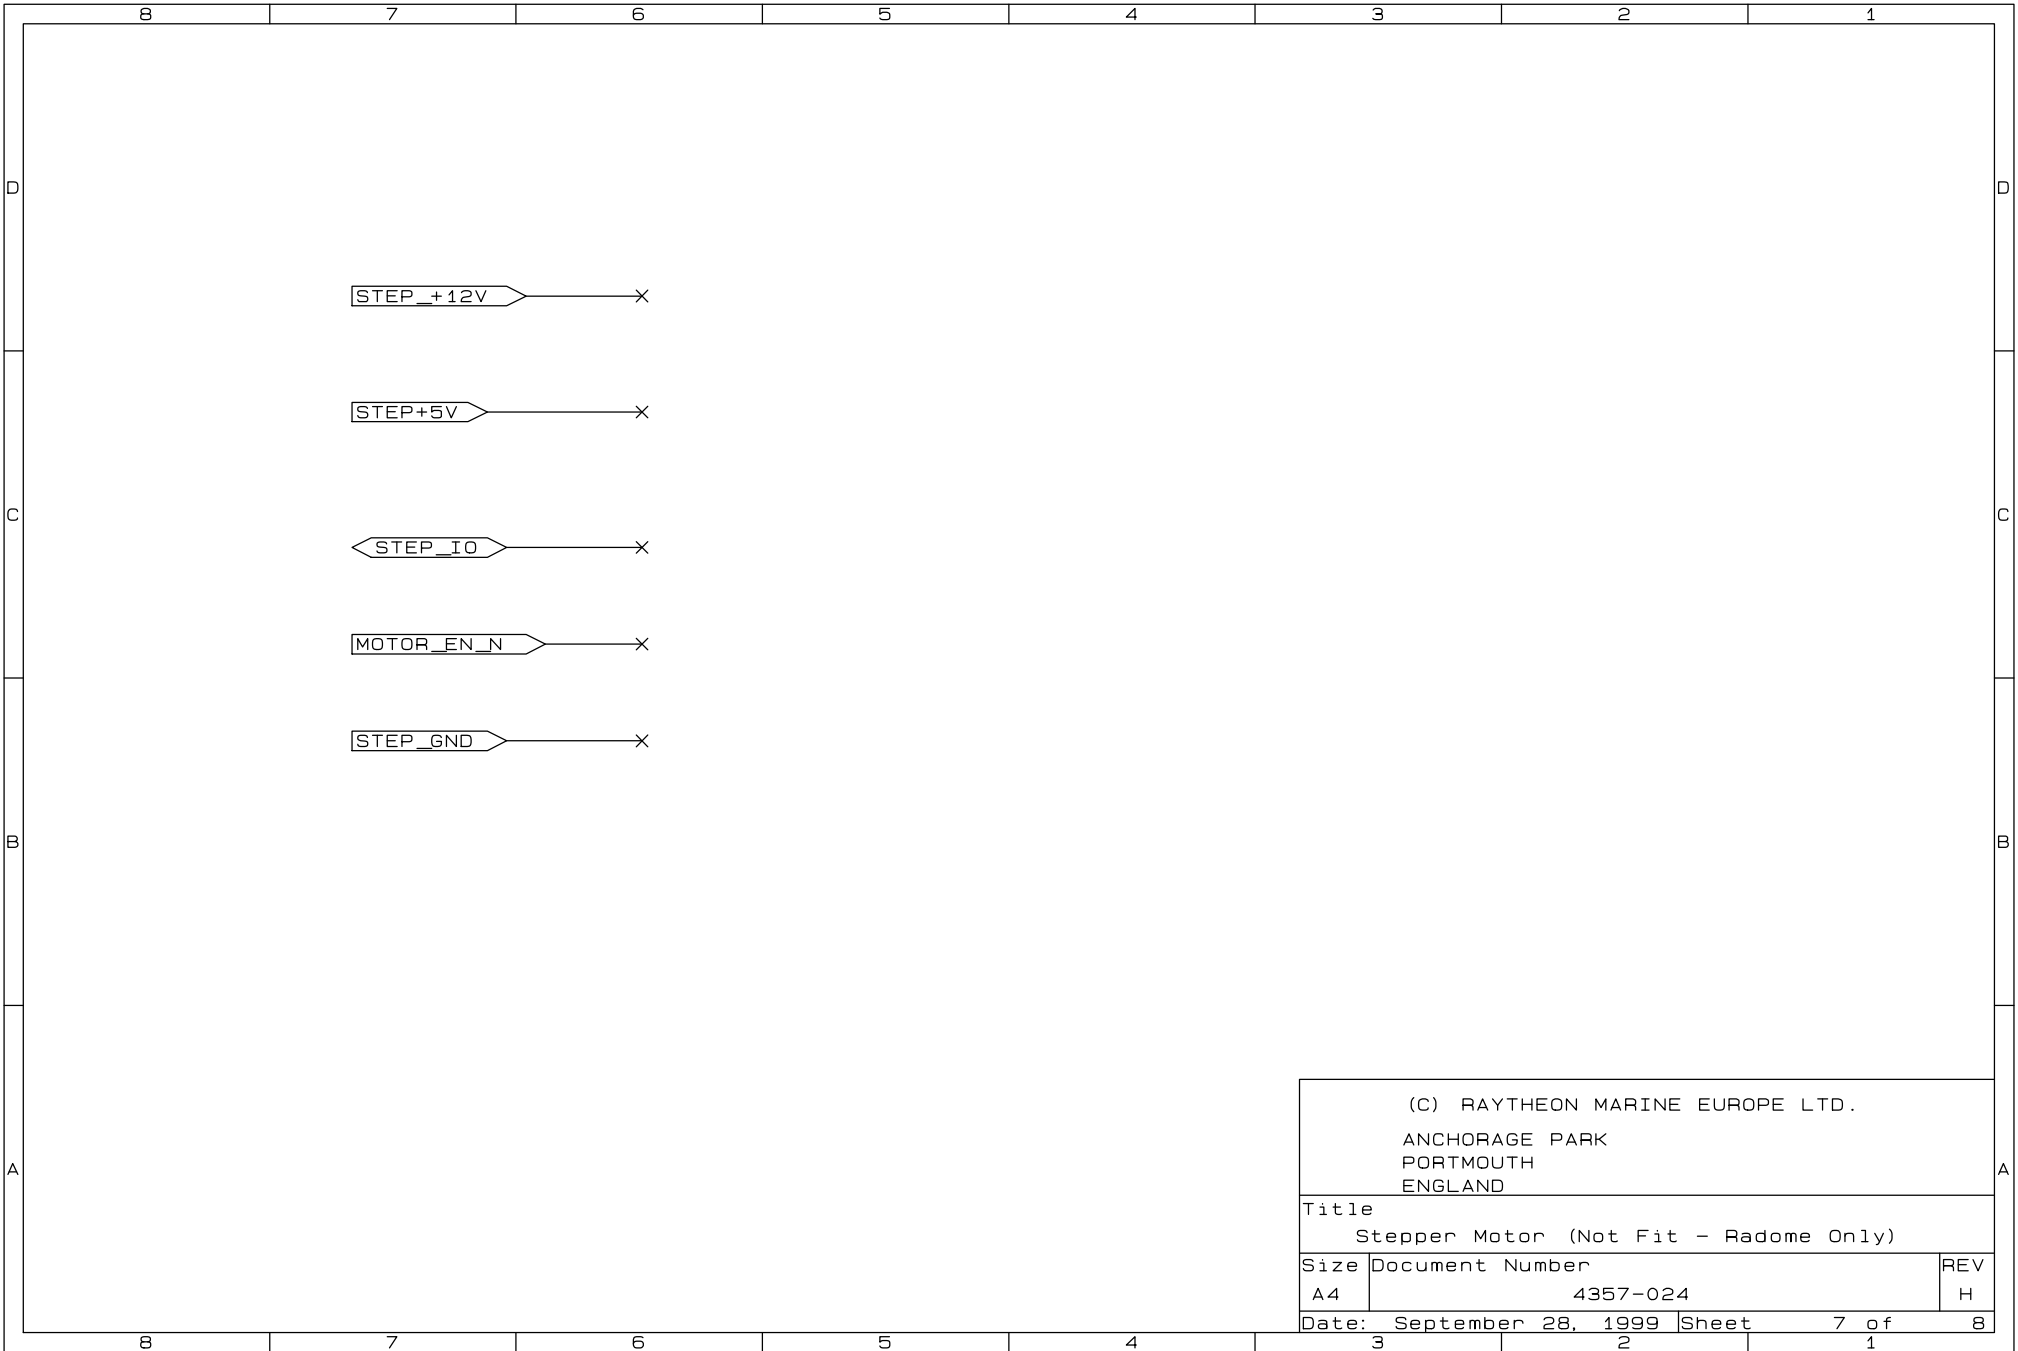 8 7 6 5 4 3 2 1
D D
STEP_+12V
STEP+5V
C C
STEP_IO
MOTOR_EN_N
STEP_GND
B B
(C) RAYTHEON MARINE EUROPE LTD.
ANCHORAGE PARK
PORTMOUTH
A A
ENGLAND
Title
Stepper Motor (Not Fit - Radome Only)
Size Document Number REV
A4 4357-024 H
Date: September 28, 1999 Sheet 7 of 8
8 7 6 5 4 3 2 1